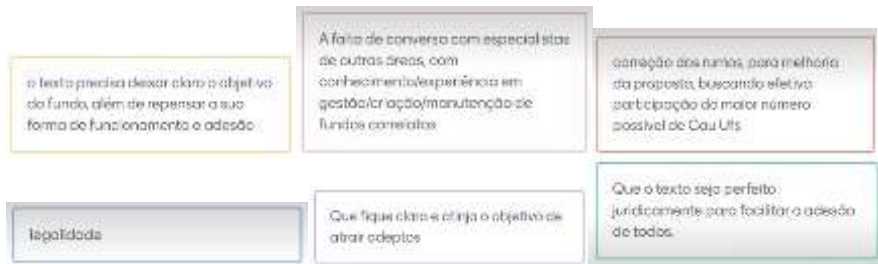 o texto precisa deixar claro o objetivo
do fundo, além de repensar a sua
forma de funcionamento e adesão
A falta de conversa com especialistas
de outras áreas, com
conhecimento/experiência em
gestão/criação/manutenção de
fundos correlatos
correção dos rumos, para melhoria
da proposta, buscando efetiva
participação do maior número
possível de Cau Ufs
legalidade
Que fique claro e atinja o objetivo de
atrair adeptos
Que o texto seja perfeito
juridicamente para facilitar a adesão
de todos.